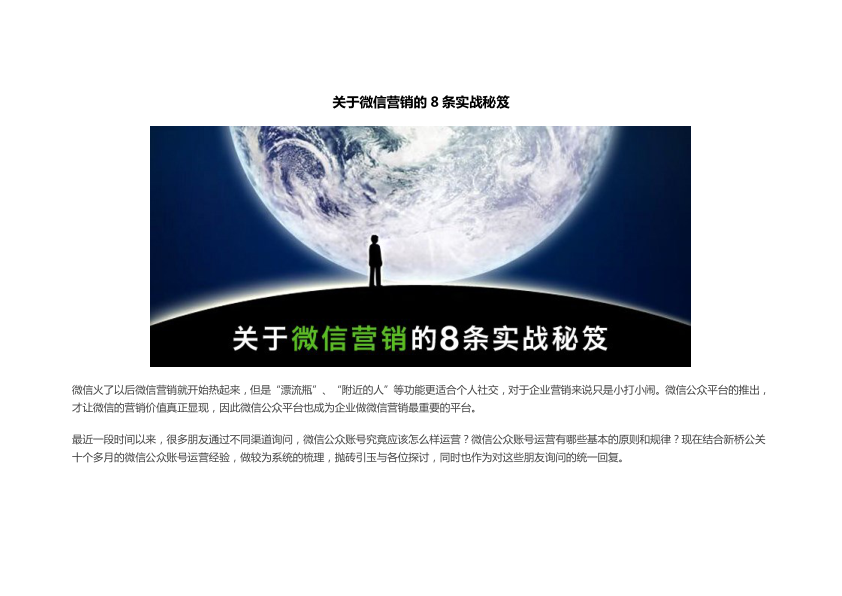 关于微信营销的 8 条实战秘笈
关于微信营销的8条实战秘笈
微信火了以后微信营销就开始热起来，但是“漂流瓶”、“附近的人”等功能更适合个人社交，对于企业营销来说只是小打小闹。微信公众平台的推出，
才让微信的营销价值真正显现，因此微信公众平台也成为企业做微信营销最重要的平台。
最近一段时间以来，很多朋友通过不同渠道询问，微信公众账号究竟应该怎么样运营？微信公众账号运营有哪些基本的原则和规律？现在结合新桥公关
十个多月的微信公众账号运营经验，做较为系统的梳理，抛砖引玉与各位探讨，同时也作为对这些朋友询问的统一回复。